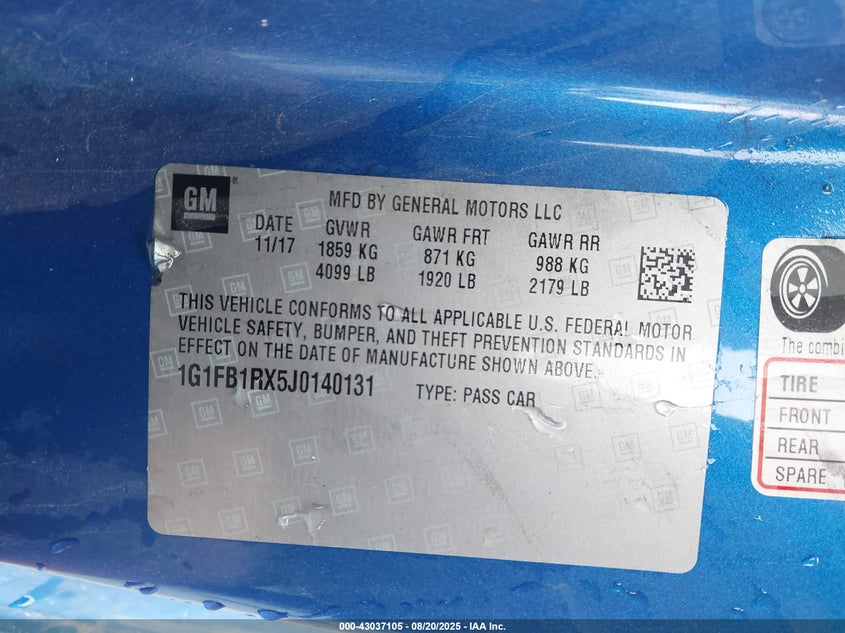 GM
MFD BY GENERAL MOTORS LLC
DATE GVWR GAWR FRT GAWR RR
11/17 1859 KG 871 KG 988 KG
4099 LB 1920 LB 2179 LB
THIS VEHICLE CONFORMS TO ALL APPLICABLE U.S. FEDERAL MOTOR
VEHICLE SAFETY, BUMPER, AND THEFT PREVENTION STANDARDS IN
EFFECT ON THE DATE OF MANUFACTURE SHOWN ABOVE.
1G1FB1RX5J0140131 TYPE: PASS CAR
The combi
TIRE
FRONT
REAR
SPARE
000-43037105 - 08/20/2025 - IAA Inc.